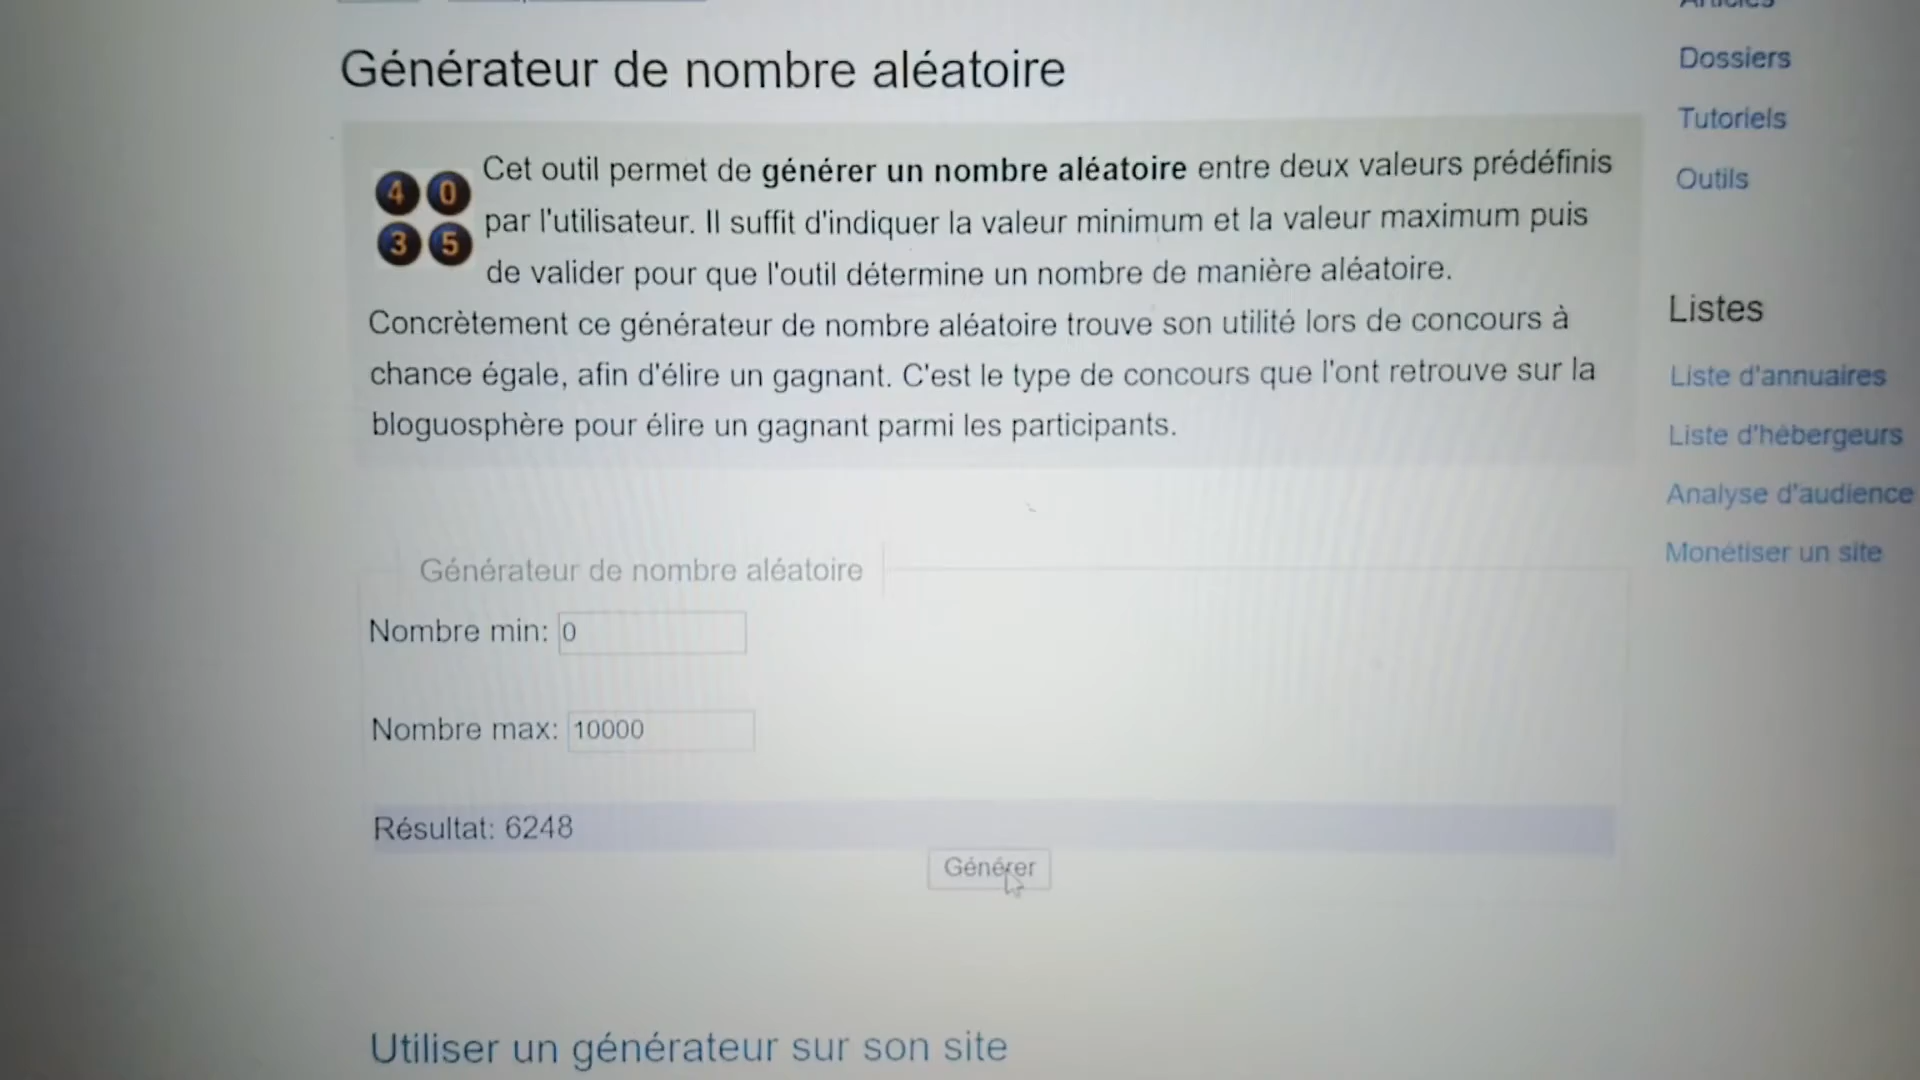 Générateur de nombre aléatoire
4 0
3 5
Cet outil permet de générer un nombre aléatoire entre deux valeurs prédéfinis
par l'utilisateur. Il suffit d'indiquer la valeur minimum et la valeur maximum puis
de valider pour que l'outil détermine un nombre de manière aléatoire.
Concrètement ce générateur de nombre aléatoire trouve son utilité lors de concours à
chance égale, afin d'élire un gagnant. C'est le type de concours que l'ont retrouve sur la
bloguosphère pour élire un gagnant parmi les participants.
Générateur de nombre aléatoire
Nombre min: 0
Nombre max: 10000
Résultat: 6248
Générer
Utiliser un générateur sur son site
Articles
Dossiers
Tutoriels
Outils
Listes
Liste d'annuaires
Liste d'hébergeurs
Analyse d'audience
Monétiser un site